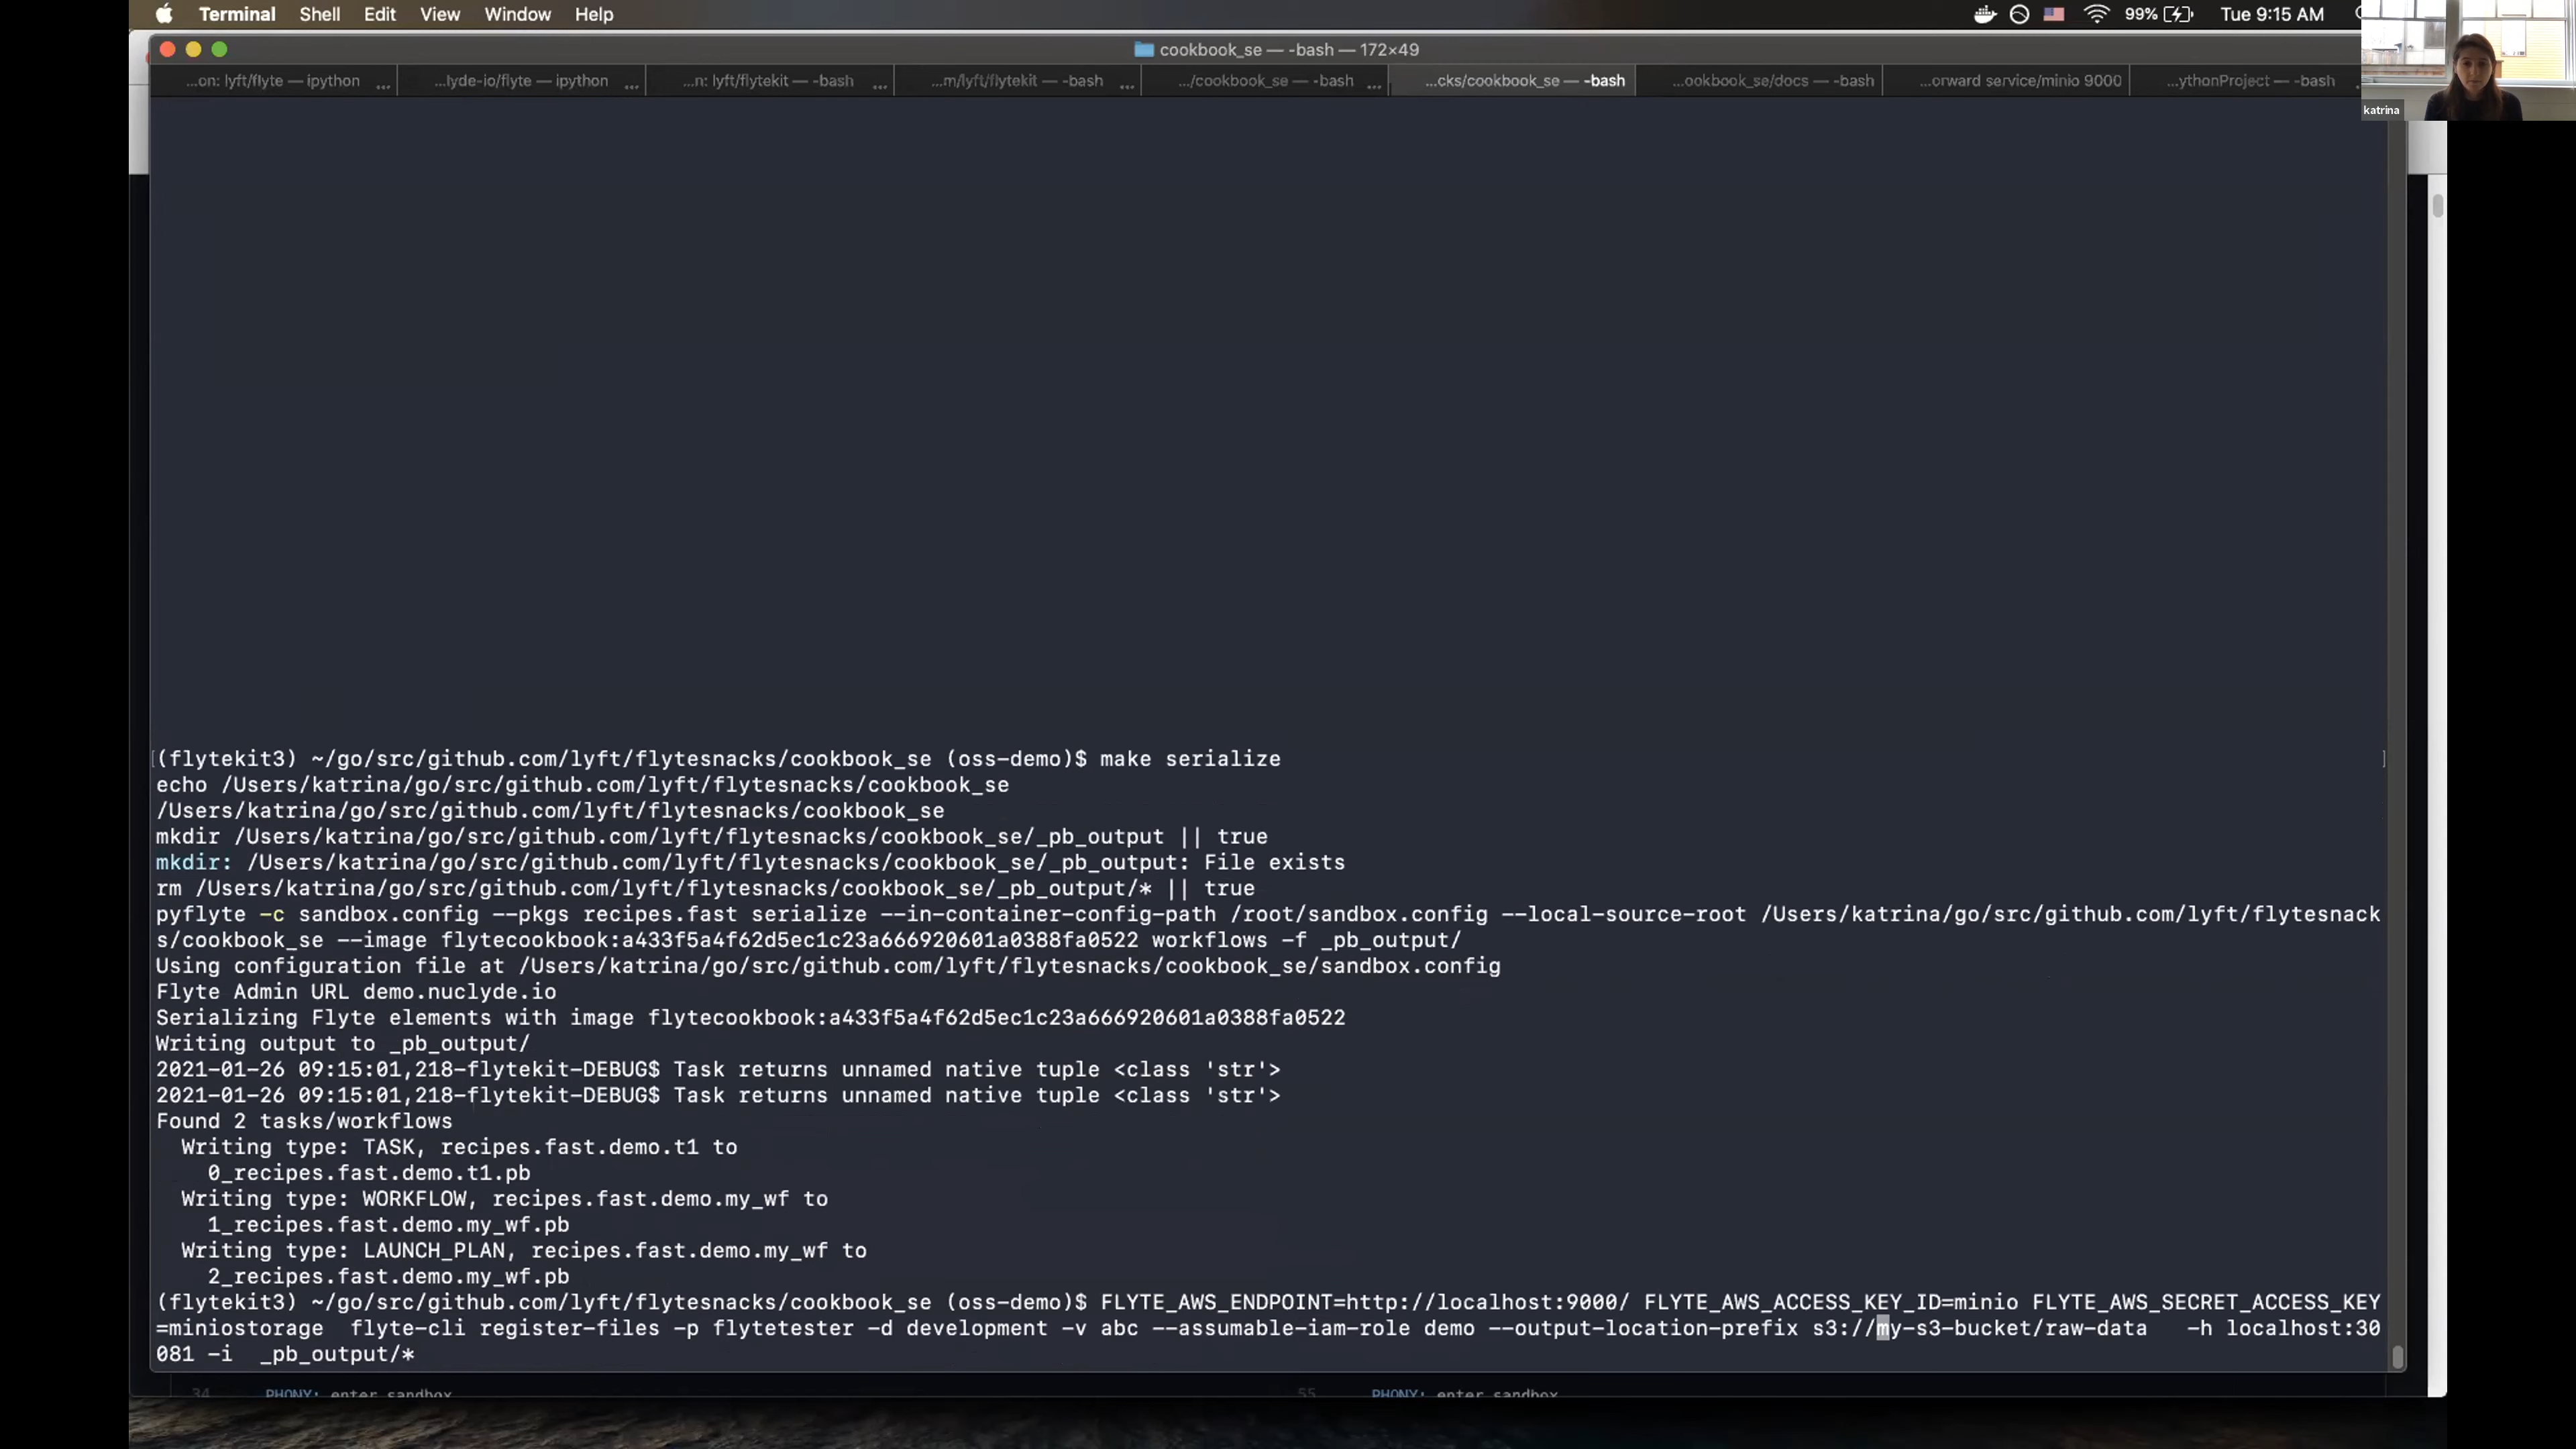 Terminal Shell Edit View Window Help 99% Tue 9:15 AM
cookbook_se — -bash — 172×49
...on: lyft/flyte — ipython ... ...lyde-io/flyte — ipython ... ...n: lyft/flytekit — -bash ... ...m/lyft/flytekit — -bash ... .../cookbook_se — -bash ... ...cks/cookbook_se — -bash ...ookbook_se/docs — -bash ...orward service/minio 9000 ...ythonProject — -bash
katrina
(flytekit3) ~/go/src/github.com/lyft/flytesnacks/cookbook_se (oss-demo)$ make serialize
echo /Users/katrina/go/src/github.com/lyft/flytesnacks/cookbook_se
/Users/katrina/go/src/github.com/lyft/flytesnacks/cookbook_se
mkdir /Users/katrina/go/src/github.com/lyft/flytesnacks/cookbook_se/_pb_output || true
mkdir: /Users/katrina/go/src/github.com/lyft/flytesnacks/cookbook_se/_pb_output: File exists
rm /Users/katrina/go/src/github.com/lyft/flytesnacks/cookbook_se/_pb_output/* || true
pyflyte -c sandbox.config --pkgs recipes.fast serialize --in-container-config-path /root/sandbox.config --local-source-root /Users/katrina/go/src/github.com/lyft/flytesnack
s/cookbook_se --image flytecookbook:a433f5a4f62d5ec1c23a666920601a0388fa0522 workflows -f _pb_output/
Using configuration file at /Users/katrina/go/src/github.com/lyft/flytesnacks/cookbook_se/sandbox.config
Flyte Admin URL demo.nuclyde.io
Serializing Flyte elements with image flytecookbook:a433f5a4f62d5ec1c23a666920601a0388fa0522
Writing output to _pb_output/
2021-01-26 09:15:01,218-flytekit-DEBUG$ Task returns unnamed native tuple <class 'str'>
2021-01-26 09:15:01,218-flytekit-DEBUG$ Task returns unnamed native tuple <class 'str'>
Found 2 tasks/workflows
Writing type: TASK, recipes.fast.demo.t1 to
0_recipes.fast.demo.t1.pb
Writing type: WORKFLOW, recipes.fast.demo.my_wf to
1_recipes.fast.demo.my_wf.pb
Writing type: LAUNCH_PLAN, recipes.fast.demo.my_wf to
2_recipes.fast.demo.my_wf.pb
(flytekit3) ~/go/src/github.com/lyft/flytesnacks/cookbook_se (oss-demo)$ FLYTE_AWS_ENDPOINT=http://localhost:9000/ FLYTE_AWS_ACCESS_KEY_ID=minio FLYTE_AWS_SECRET_ACCESS_KEY
=miniostorage flyte-cli register-files -p flytetester -d development -v abc --assumable-iam-role demo --output-location-prefix s3://my-s3-bucket/raw-data -h localhost:30
081 -i _pb_output/*
34 PHONY: enter_sandbox 55 PHONY: enter_sandbox